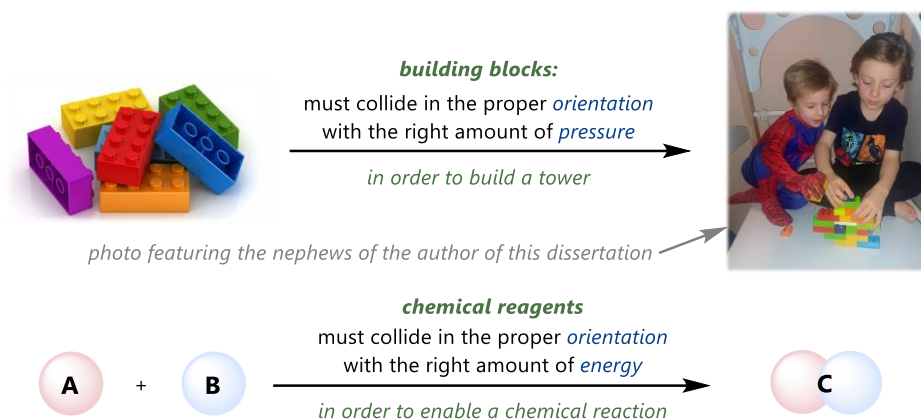 building blocks:
must collide in the proper orientation
with the right amount of pressure
in order to build a tower
photo featuring the nephews of the author of this dissertation
chemical reagents
must collide in the proper orientation
with the right amount of energy
A + B
C
in order to enable a chemical reaction